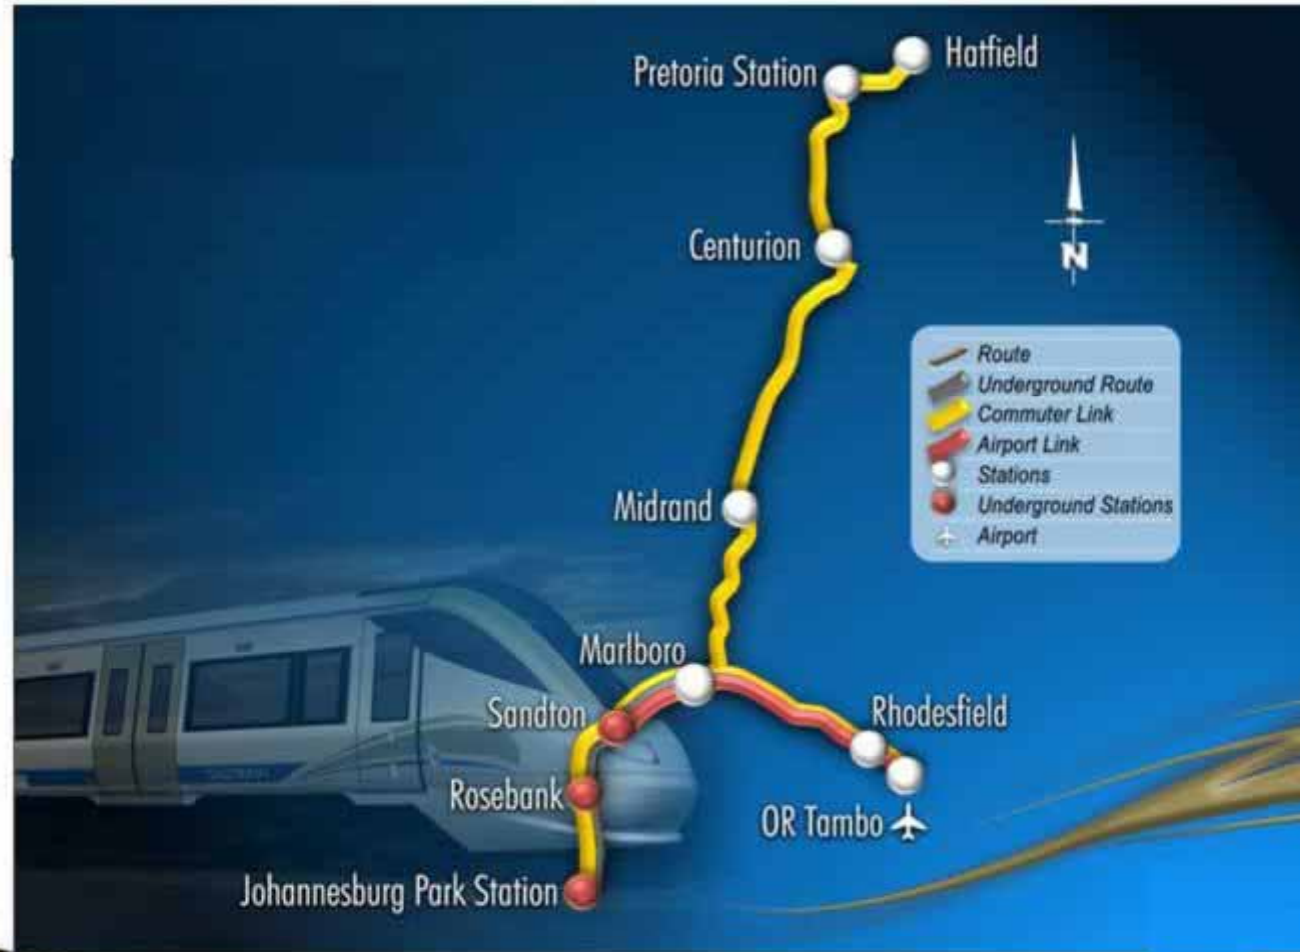 Hatfield
Pretoria Station
Centurion
N
Route
Underground Route
Commuter Link
Airport Link
Stations
Underground Stations
Airport
Midrand
Marlboro
Sandton
Rhodesfield
Rosebank
OR Tambo
Johannesburg Park Station